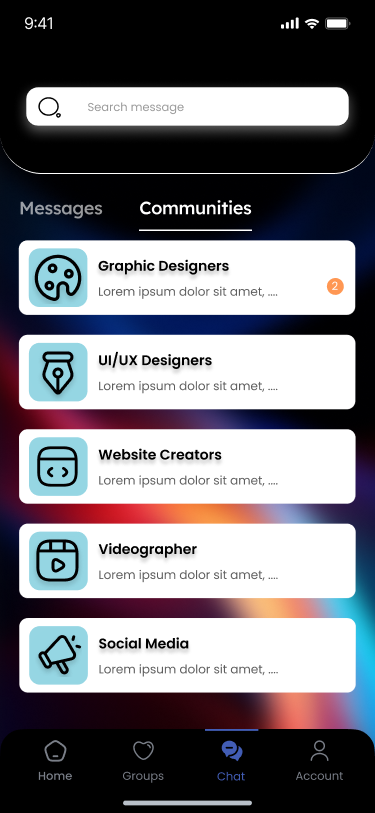 9:41
Search message
Messages Communities
Graphic Designers
Lorem ipsum dolor sit amet, ....
2
UI/UX Designers
Lorem ipsum dolor sit amet, ....
Website Creators
Lorem ipsum dolor sit amet, ....
Videographer
Lorem ipsum dolor sit amet, ....
Social Media
Lorem ipsum dolor sit amet, ....
Home Groups Chat Account